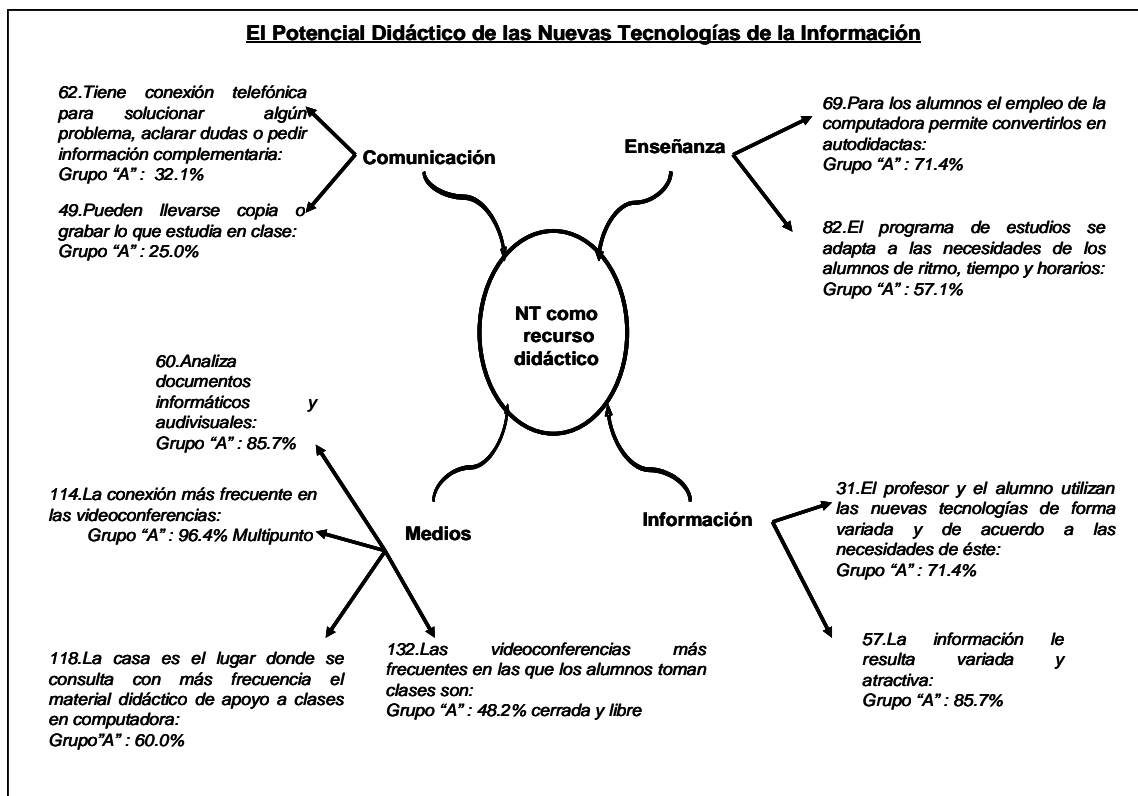 El Potencial Didáctico de las Nuevas Tecnologías de la Información
62.Tiene conexión telefónica
para solucionar algún
problema, aclarar dudas o pedir
información complementaria:
Grupo “A” : 32.1%
49.Pueden llevarse copia o
grabar lo que estudia en clase:
Grupo “A” : 25.0%
Comunicación
Enseñanza
69.Para los alumnos el empleo de la
computadora permite convertirlos en
autodidactas:
Grupo “A” : 71.4%
82.El programa de estudios se
adapta a las necesidades de los
alumnos de ritmo, tiempo y horarios:
Grupo “A” : 57.1%
NT como
recurso
didáctico
60.Analiza
documentos
informáticos y
audivisuales:
Grupo “A” : 85.7%
114.La conexión más frecuente en
las videoconferencias:
Grupo “A” : 96.4% Multipunto
Medios
118.La casa es el lugar donde se
consulta con más frecuencia el
material didáctico de apoyo a clases
en computadora:
Grupo”A” : 60.0%
132.Las videoconferencias más
frecuentes en las que los alumnos toman
clases son:
Grupo “A” : 48.2% cerrada y libre
Información
31.El profesor y el alumno utilizan
las nuevas tecnologías de forma
variada y de acuerdo a las
necesidades de éste:
Grupo “A” : 71.4%
57.La información le
resulta variada y
atractiva:
Grupo “A” : 85.7%